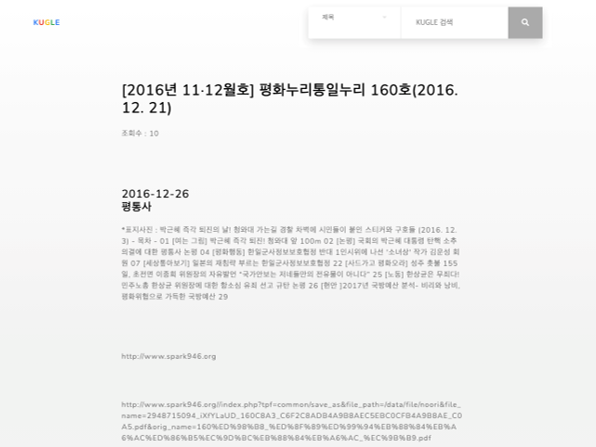 KUGLE
제목
KUGLE 검색
[2016년 11·12월호] 평화누리통일누리 160호(2016.
12. 21)
조회수 : 10
2016-12-26
평통사
*표지사진 : 박근혜 즉각 퇴진의 날! 청와대 가는길 경찰 차벽에 시민들이 붙인 스티커와 구호들 (2016. 12.
3) - 목차 - 01 [여는 그림] 박근혜 즉각 퇴진! 청와대 앞 100m 02 [논평] 국회의 박근혜 대통령 탄핵 소추
의결에 대한 평통사 논평 04 [평화행동] 한일군사정보보호협정 반대 1인시위에 나선 '소녀상' 작가 김운성 회
원 07 [세상톺아보기] 일본의 재침략 부르는 한일군사정보보호협정 22 [사드가고 평화오라] 성주 촛불 155
일, 초전면 이종희 위원장의 자유발언 "국가안보는 저네들만의 전유물이 아니다" 25 [노동] 한상균은 무죄다!
민주노총 한상균 위원장에 대한 항소심 유죄 선고 규탄 논평 26 [현안 ]2017년 국방예산 분석- 비리와 낭비,
평화위협으로 가득한 국방예산 29
http://www.spark946.org
http://www.spark946.org//index.php?tpf=common/save_as&file_path=/data/file/noori&file_
name=2948715094_iXfYLaUD_160C8A3_C6F2C8ADB4A9B8AEC5EBC0CFB4A9B8AE_C0
A5.pdf&orig_name=160%ED%98%B8_%ED%8F%89%ED%99%94%EB%88%84%EB%A
6%AC%ED%86%B5%EC%9D%BC%EB%88%84%EB%A6%AC_%EC%9B%B9.pdf